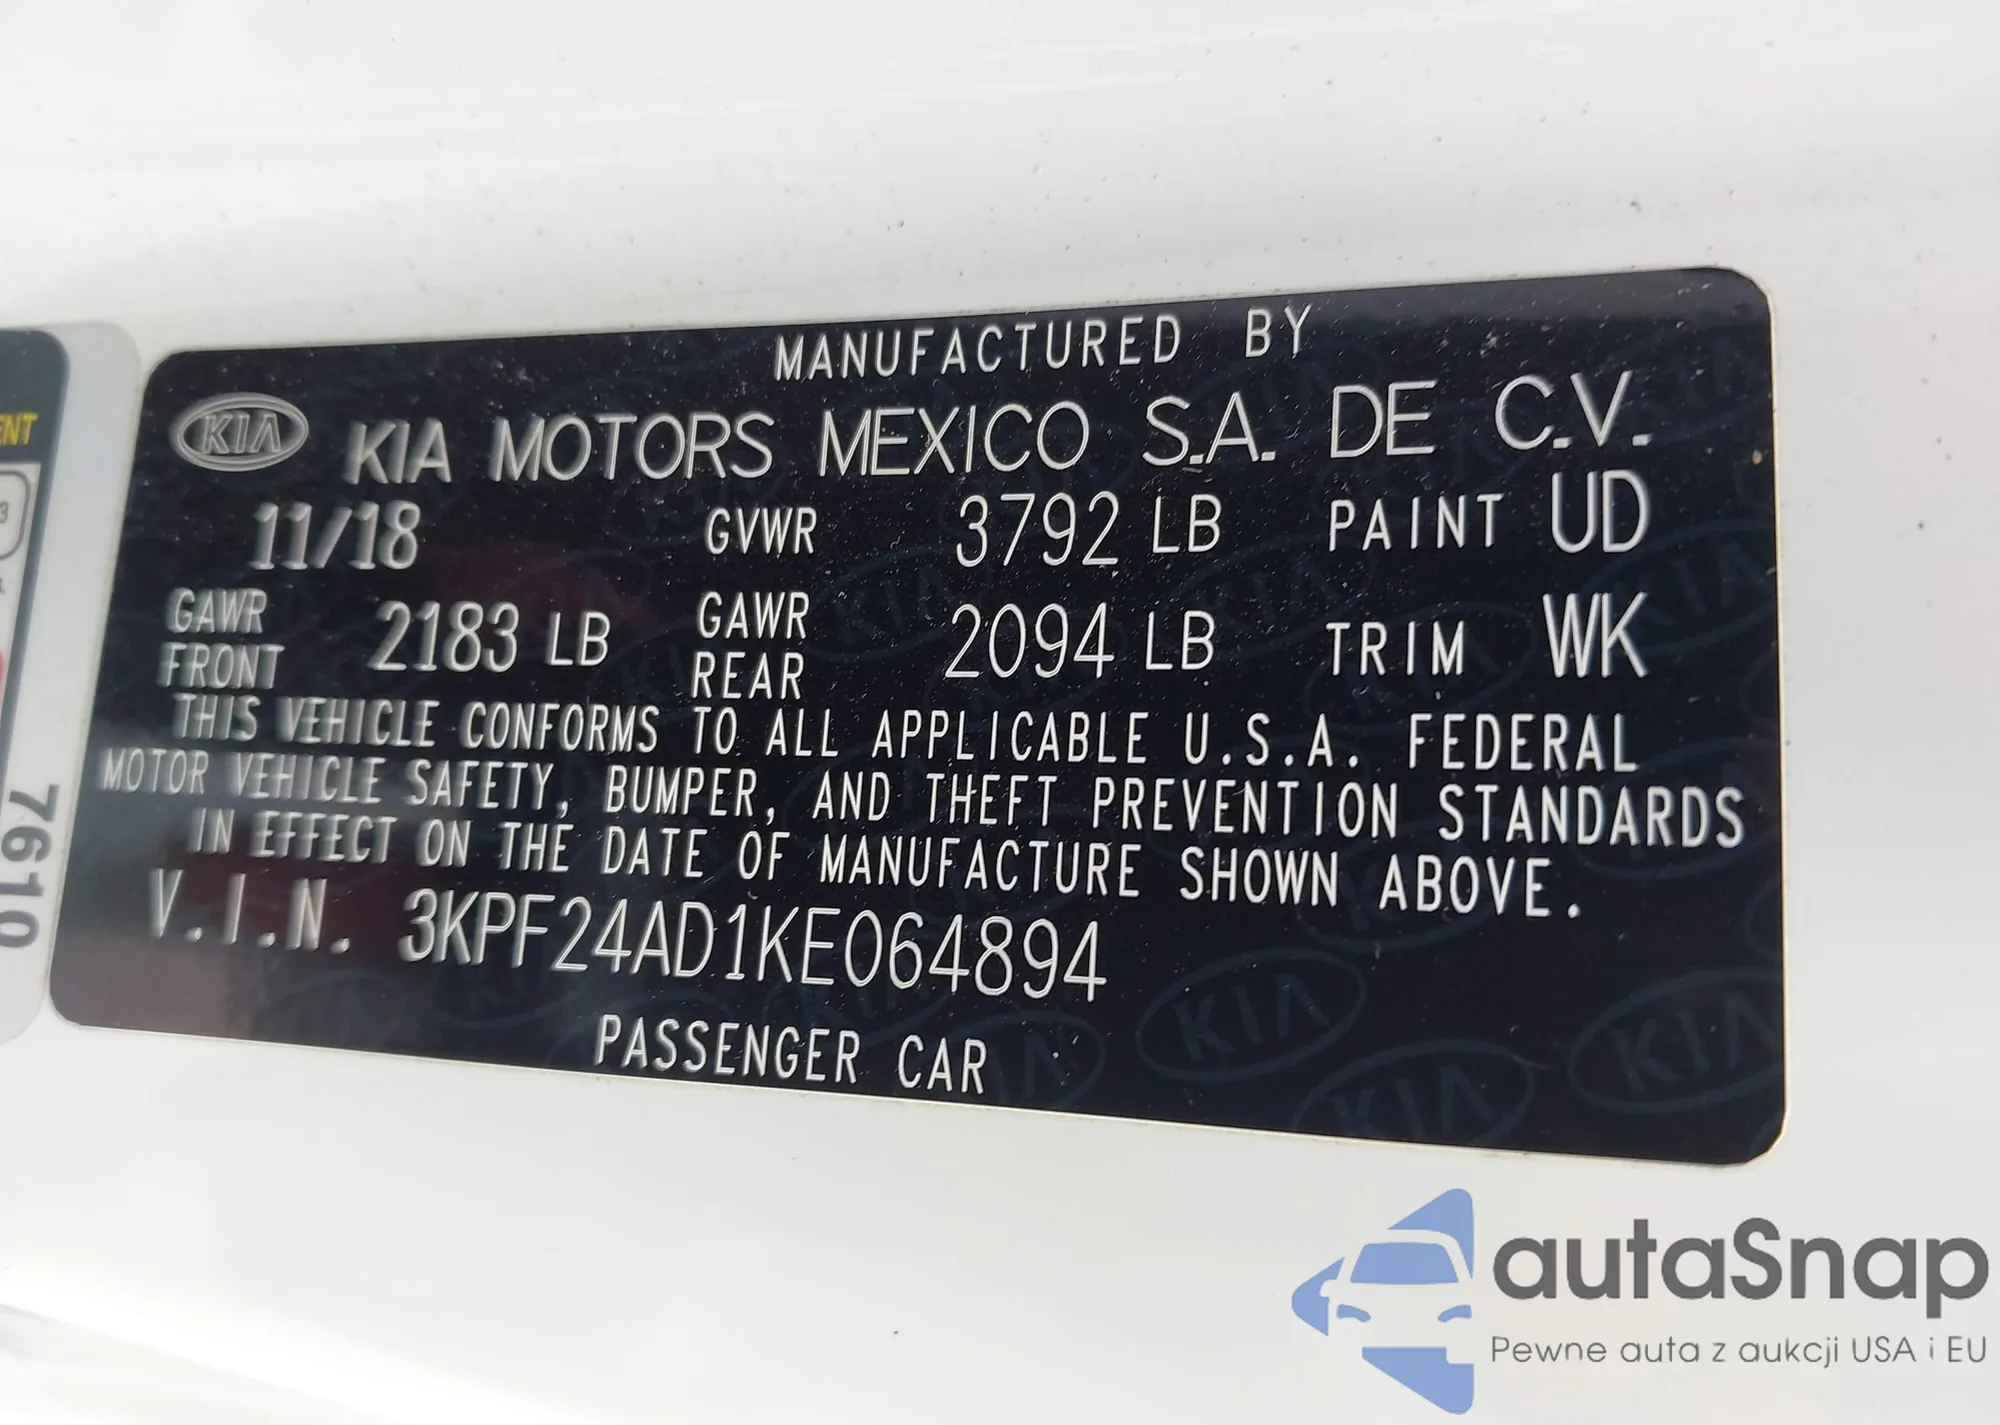 MANUFACTURED BY
KIA KIA MOTORS MEXICO S.A. DE C.V.
11/18 GVWR 3792 LB PAINT UD
GAWR FRONT 2183 LB GAWR REAR 2094 LB TRIM WK
THIS VEHICLE CONFORMS TO ALL APPLICABLE U.S.A. FEDERAL
MOTOR VEHICLE SAFETY, BUMPER, AND THEFT PREVENTION STANDARDS
IN EFFECT ON THE DATE OF MANUFACTURE SHOWN ABOVE.
V.I.N. 3KPF24AD1KE064894
PASSENGER CAR
7610
autaSnap
Pewne auta z aukcji USA i EU